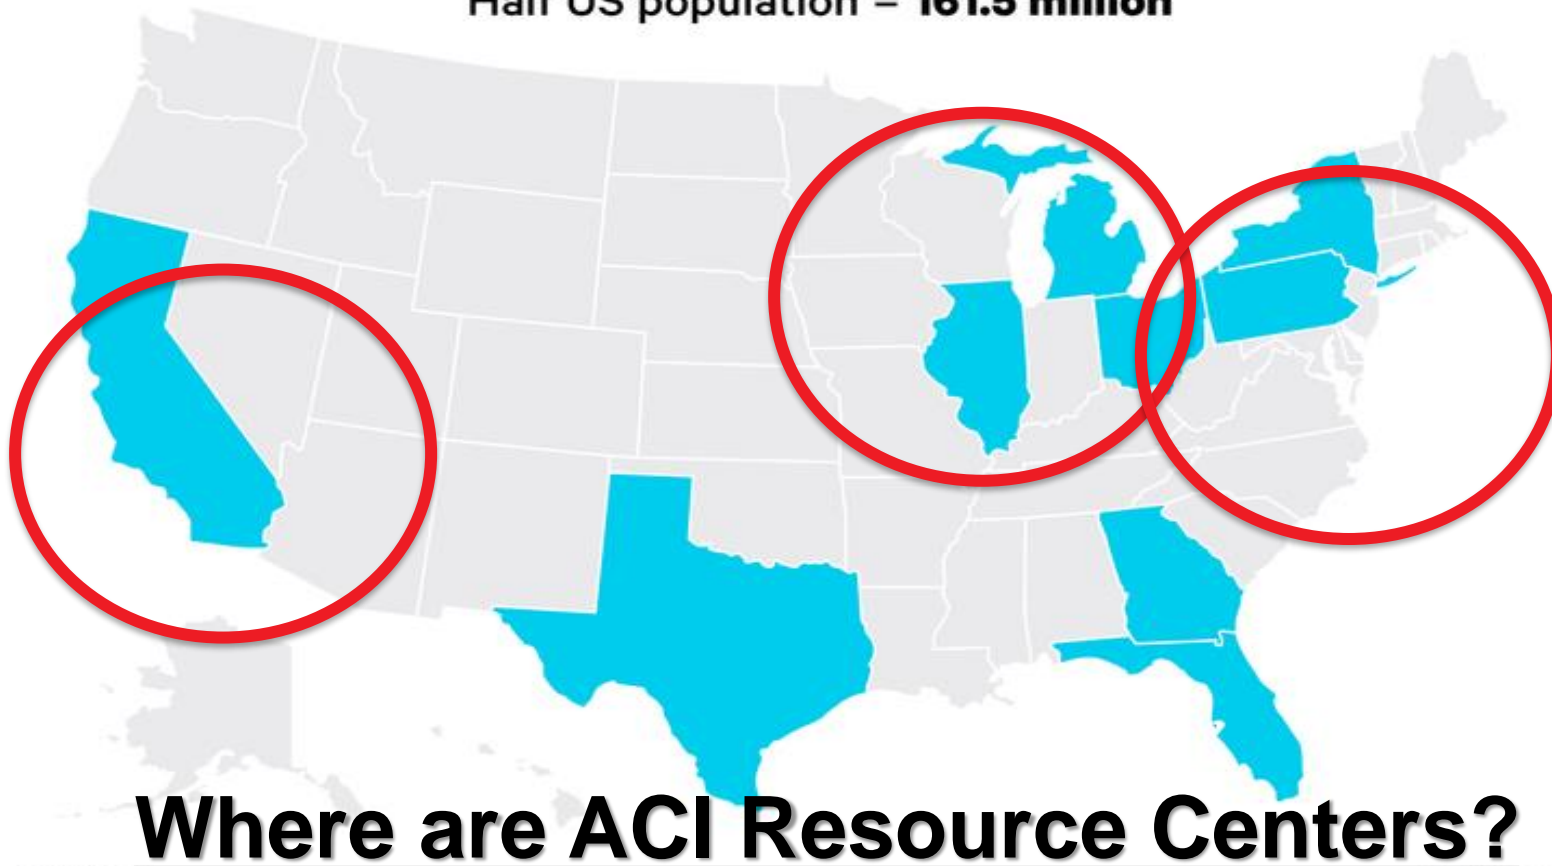 Half US population = 161.5 million
Where are ACI Resource Centers?